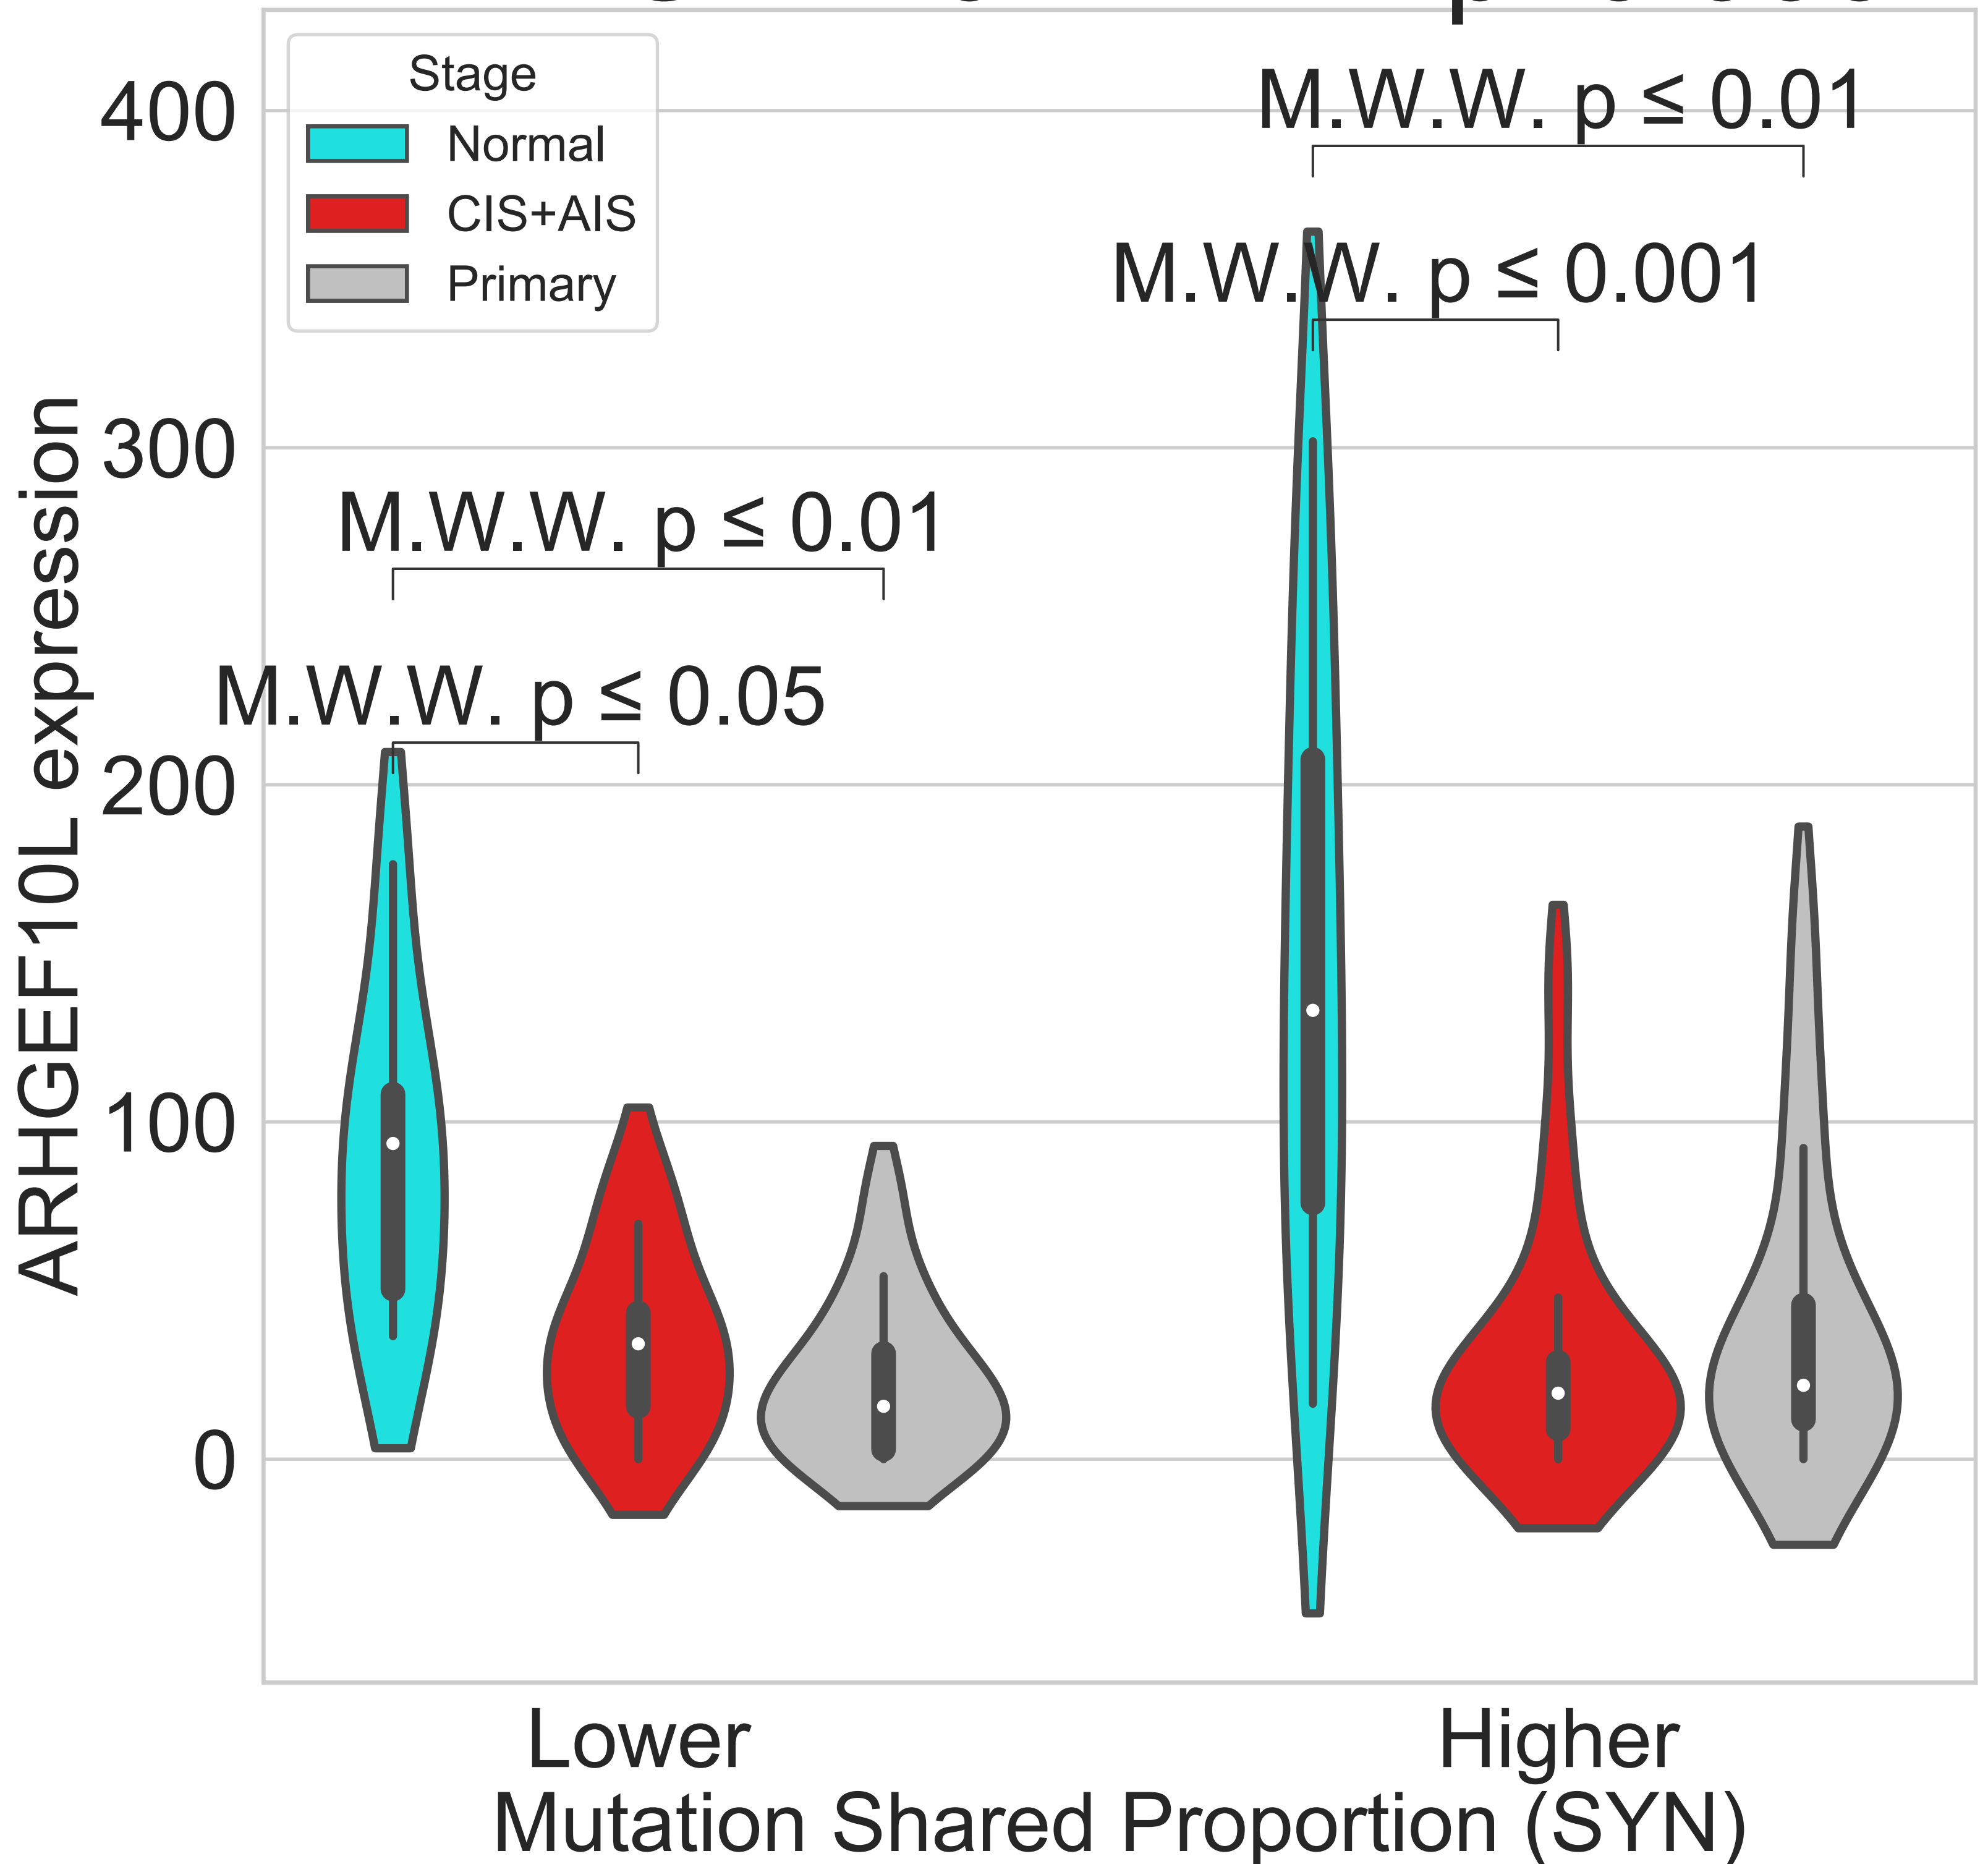 Stage
Normal
CIS+AIS
Primary
M.W.W. p ≤ 0.01
M.W.W. p ≤ 0.001
M.W.W. p ≤ 0.01
M.W.W. p ≤ 0.05
400
300
200
100
0
ARHGEF10L expression
Lower
Higher
Mutation Shared Proportion (SYN)